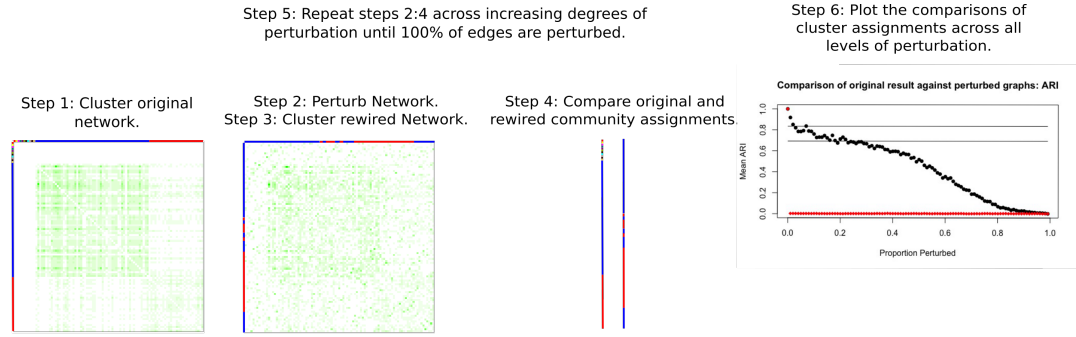 Step 5: Repeat steps 2:4 across increasing degrees of
perturbation until 100% of edges are perturbed.
Step 6: Plot the comparisons of
cluster assignments across all
levels of perturbation.
Step 1: Cluster original
network.
Step 2: Perturb Network.
Step 3: Cluster rewired Network.
Step 4: Compare original and
rewired community assignments.
Comparison of original result against perturbed graphs: ARI
Mean ARI
1.0
0.8
0.6
0.4
0.2
0.0
0.0 0.2 0.4 0.6 0.8 1.0
Proportion Perturbed